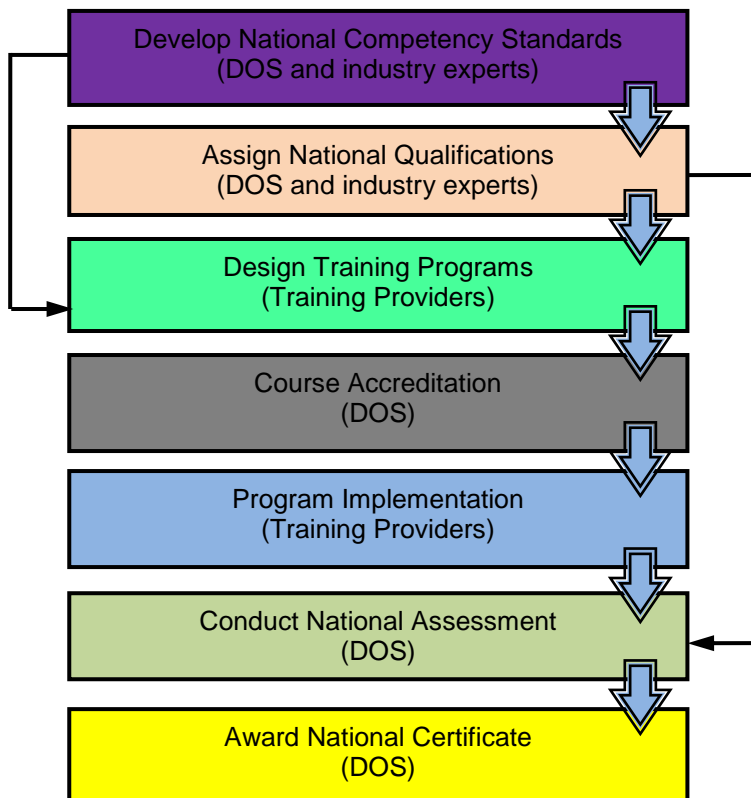 Develop National Competency Standards
(DOS and industry experts)
Assign National Qualifications
(DOS and industry experts)
Design Training Programs
(Training Providers)
Course Accreditation
(DOS)
Program Implementation
(Training Providers)
Conduct National Assessment
(DOS)
Award National Certificate
(DOS)